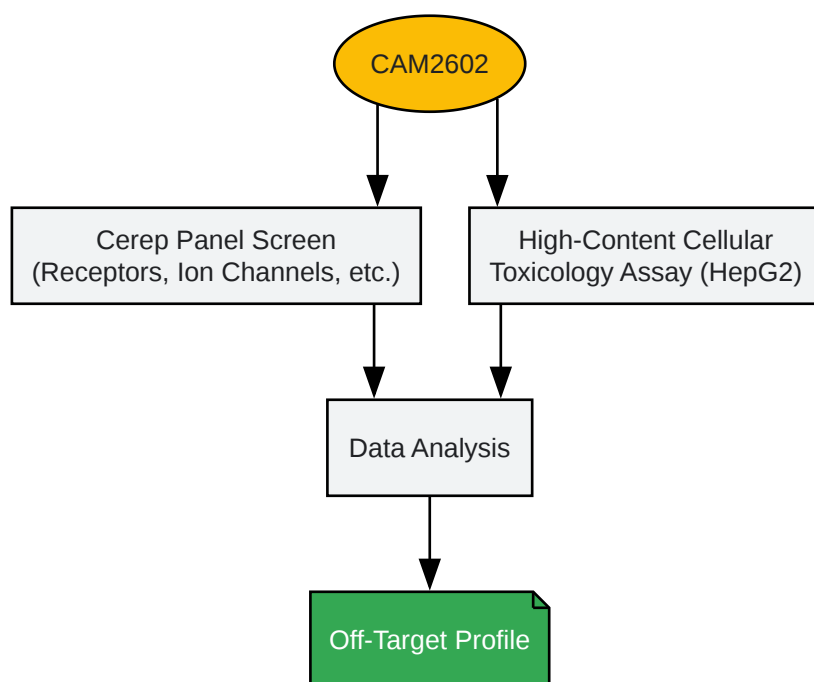 CAM2602
Cerep Panel Screen
(Receptors, Ion Channels, etc.)
High-Content Cellular
Toxicology Assay (HepG2)
Data Analysis
Off-Target Profile